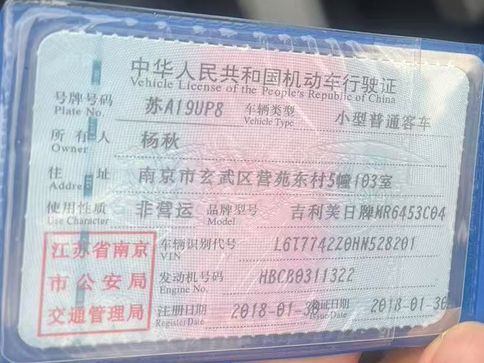 中华人民共和国机动车行驶证
Vehicle License of the People's Republic of China
号牌号码 苏A19UP8 车辆类型 小型普通客车
Plate No. Vehicle Type
所有人 杨秋
Owner
住址 南京市玄武区营苑东村5幢103室
Address
使用性质 非营运 品牌型号 吉利美日牌MR6453C04
Use Character Model
江苏省南京 车辆识别代号 L6T7742Z0HN528201
VIN
市公安局 发动机号码 HBCB0311322
Engine No.
交通管理局 注册日期 2018-01-30 发证日期 2018-01-30
Register Date Issue Date